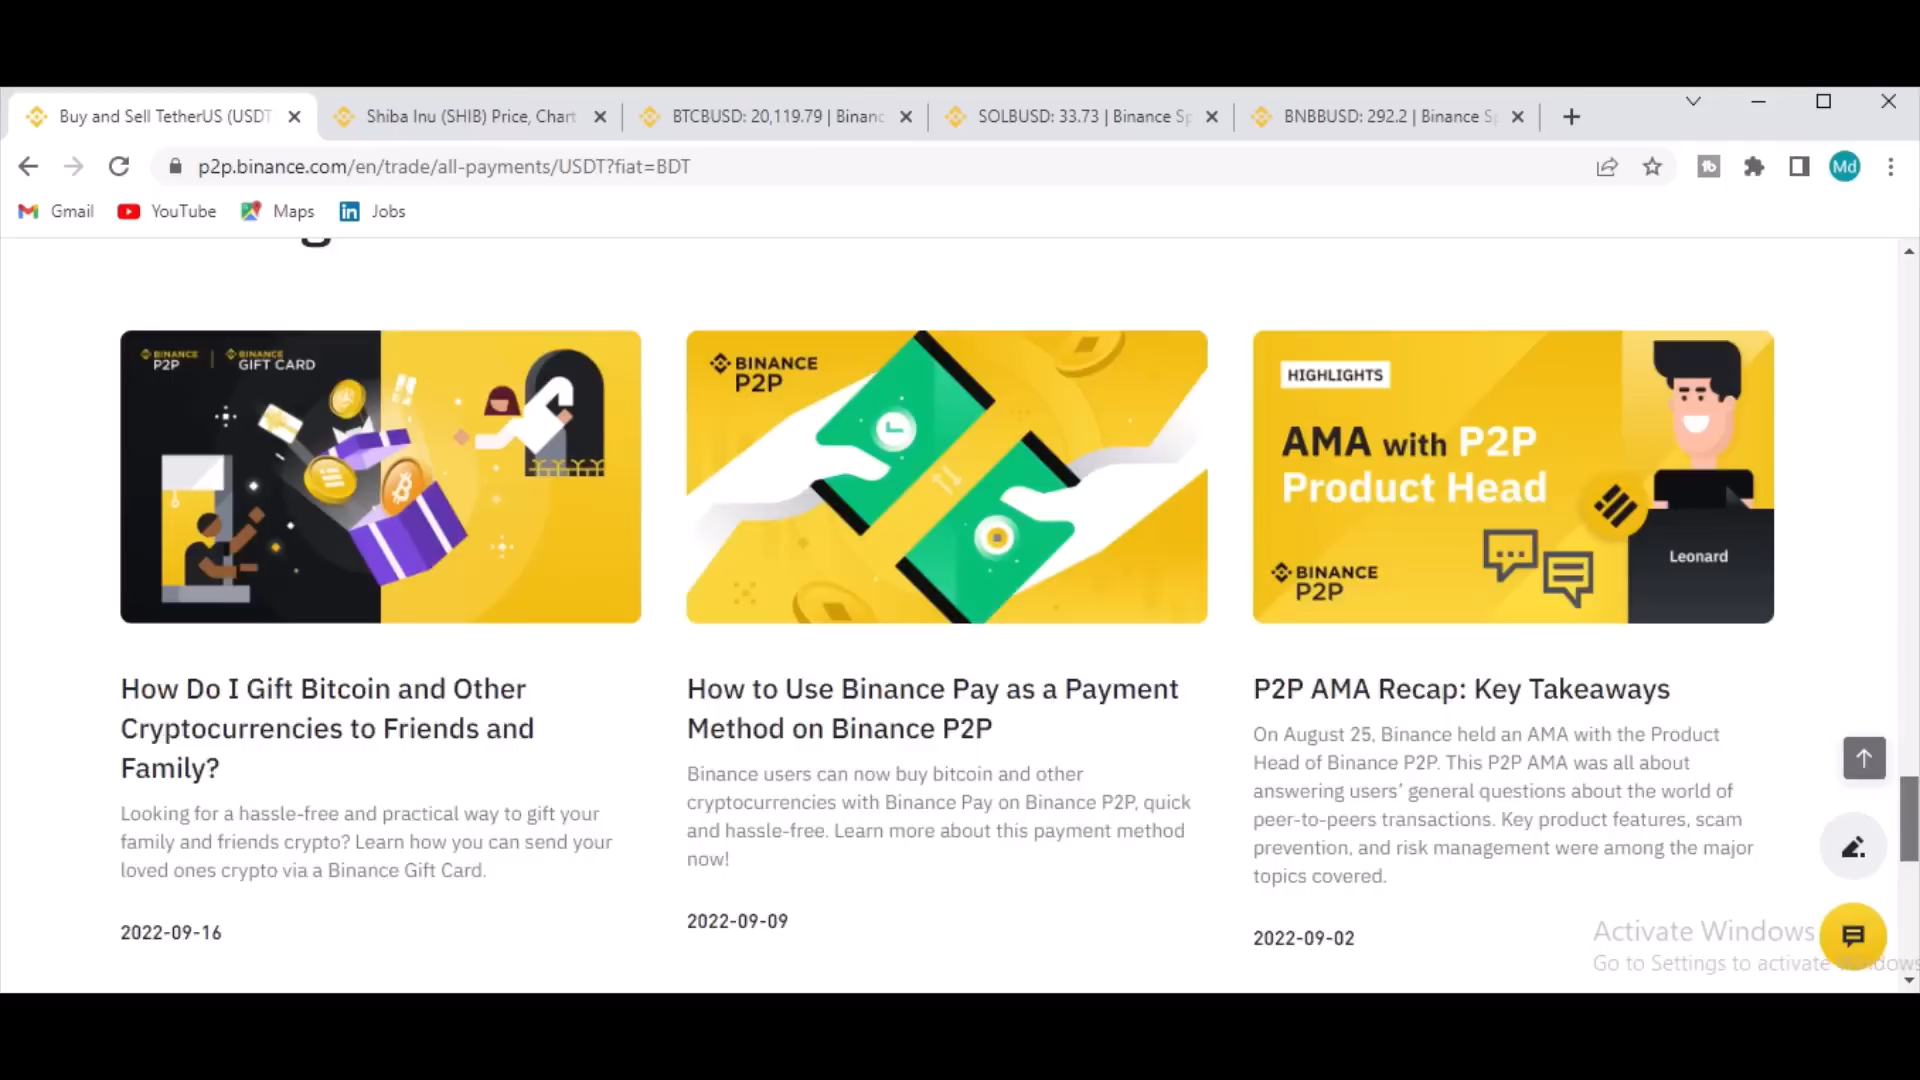 Buy and Sell TetherUS (USDT
Shiba Inu (SHIB) Price, Chart
BTCBUSD: 20,119.79 | Binanc
SOLBUSD: 33.73 | Binance Sp
BNBBUSD: 292.2 | Binance S
p2p.binance.com/en/trade/all-payments/USDT?fiat=BDT
Md
Gmail
YouTube
Maps
Jobs
BINANCE
P2P
BINANCE
GIFT CARD
BINANCE
P2P
HIGHLIGHTS
AMA with P2P
Product Head
Leonard
BINANCE
P2P
How Do I Gift Bitcoin and Other
Cryptocurrencies to Friends and
Family?
Looking for a hassle-free and practical way to gift your
family and friends crypto? Learn how you can send your
loved ones crypto via a Binance Gift Card.
2022-09-16
How to Use Binance Pay as a Payment
Method on Binance P2P
Binance users can now buy bitcoin and other
cryptocurrencies with Binance Pay on Binance P2P, quick
and hassle-free. Learn more about this payment method
now!
2022-09-09
P2P AMA Recap: Key Takeaways
On August 25, Binance held an AMA with the Product
Head of Binance P2P. This P2P AMA was all about
answering users' general questions about the world of
peer-to-peers transactions. Key product features, scam
prevention, and risk management were among the major
topics covered.
2022-09-02
Activate Windows
Go to Settings to activate Windows